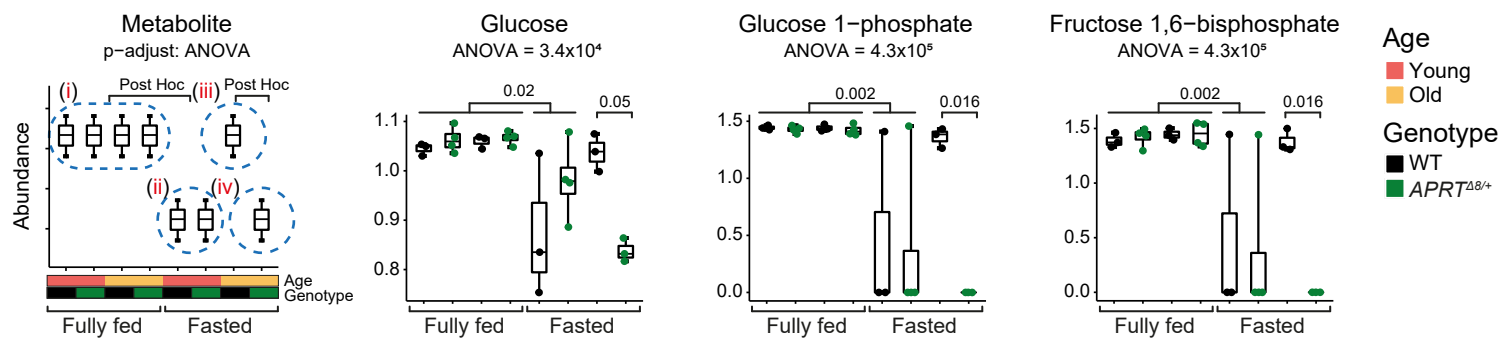 Metabolite
p−adjust: ANOVA
(i)
Post Hoc
(iii)
Post Hoc
(ii)
(iv)
Abundance
Age
Genotype
Fully fed
Fasted
Glucose
ANOVA = 3.4x10⁴
0.02
0.05
1.1
1.0
0.9
0.8
Fully fed
Fasted
Glucose 1−phosphate
ANOVA = 4.3x10⁵
0.002
0.016
1.5
1.0
0.5
0.0
Fully fed
Fasted
Fructose 1,6−bisphosphate
ANOVA = 4.3x10⁵
0.002
0.016
1.5
1.0
0.5
0.0
Fully fed
Fasted
Age
Young
Old
Genotype
WT
APRT^Δ8/+